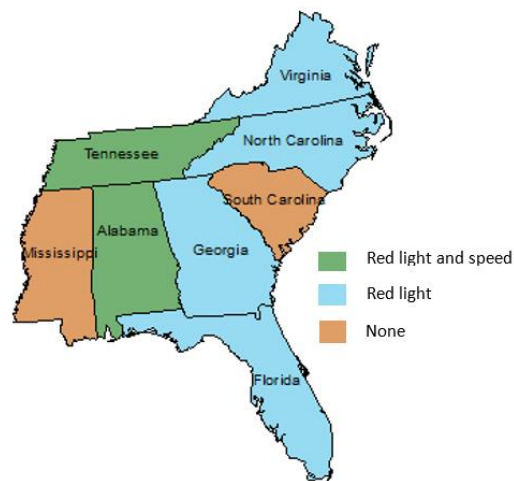 Virginia
North Carolina
Tennessee
South Carolina
Alabama
Mississippi
Georgia
Florida
Red light and speed
Red light
None